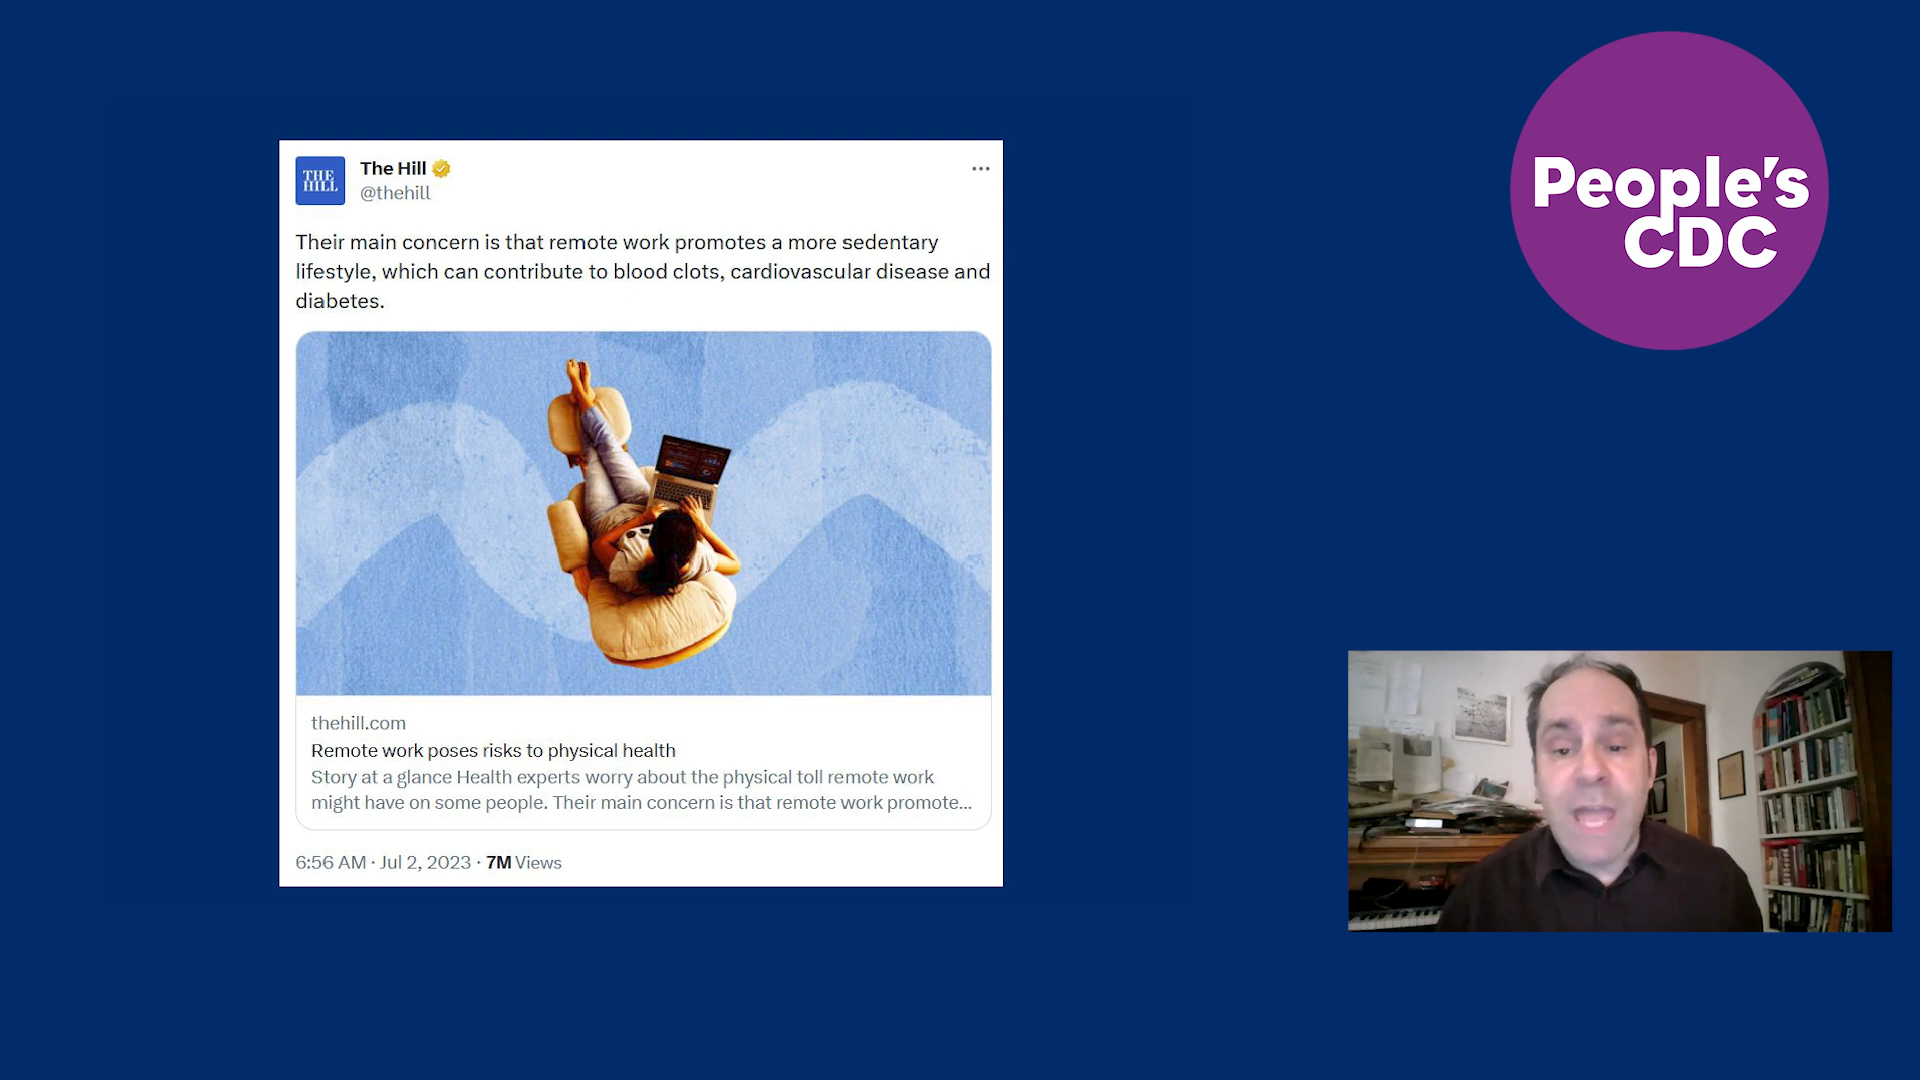 THE
HILL
The Hill
@thehill
Their main concern is that remote work promotes a more sedentary
lifestyle, which can contribute to blood clots, cardiovascular disease and
diabetes.
thehill.com
Remote work poses risks to physical health
Story at a glance Health experts worry about the physical toll remote work
might have on some people. Their main concern is that remote work promote...
6:56 AM · Jul 2, 2023 · 7M Views
People's
CDC